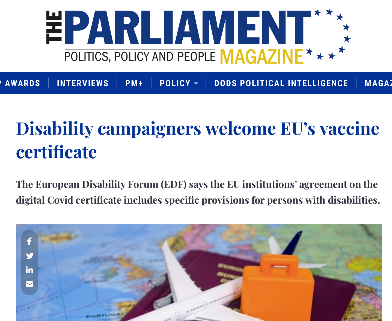 THE PARLIAMENT
POLITICS, POLICY AND PEOPLE MAGAZINE
P AWARDS INTERVIEWS PM+ POLICY DODS POLITICAL INTELLIGENCE MAGAZ
Disability campaigners welcome EU's vaccine
certificate
The European Disability Forum (EDF) says the EU institutions' agreement on the
digital Covid certificate includes specific provisions for persons with disabilities.